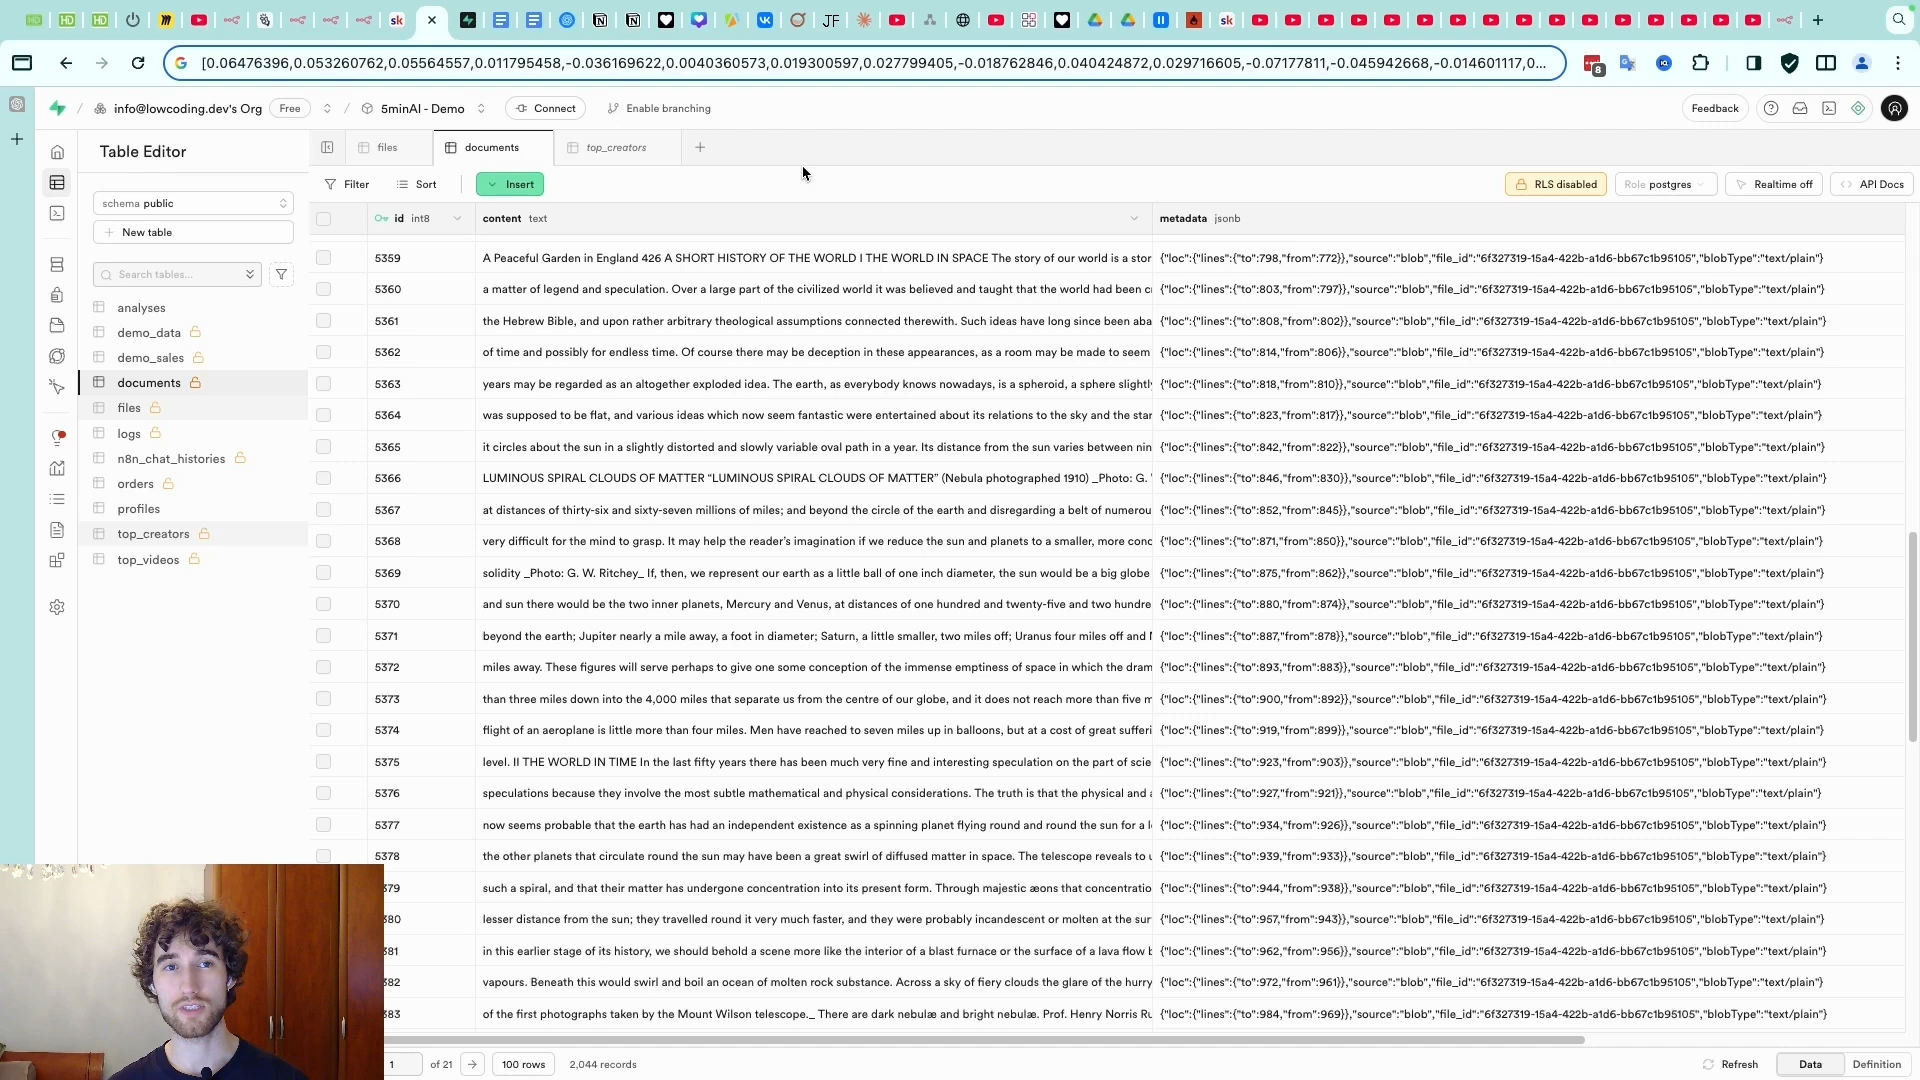 [0.06476396,0.053260762,0.05564557,0.011795458,-0.036169622,0.0040360573,0.019300597,0.027799405,-0.018762846,0.040424872,0.029716605,-0.07177811,-0.045942668,-0.014601117,0...
8
info@lowcoding.dev's Org Free / 5minAI - Demo Connect Enable branching Feedback
Table Editor
files documents top_creators
Filter Sort Insert RLS disabled Role postgres Realtime off API Docs
schema public
New table
Search tables...
analyses
demo_data
demo_sales
documents
files
logs
n8n_chat_histories
orders
profiles
top_creators
top_videos
id int8 content text metadata jsonb
5359 A Peaceful Garden in England 426 A SHORT HISTORY OF THE WORLD I THE WORLD IN SPACE The story of our world is a stor {"loc":{"lines":{"to":798,"from":772}},"source":"blob","file_id":"6f327319-15a4-422b-a1d6-bb67c1b95105","blobType":"text/plain"}
5360 a matter of legend and speculation. Over a large part of the civilized world it was believed and taught that the world had been cr {"loc":{"lines":{"to":803,"from":797}},"source":"blob","file_id":"6f327319-15a4-422b-a1d6-bb67c1b95105","blobType":"text/plain"}
5361 the Hebrew Bible, and upon rather arbitrary theological assumptions connected therewith. Such ideas have long since been aba {"loc":{"lines":{"to":808,"from":802}},"source":"blob","file_id":"6f327319-15a4-422b-a1d6-bb67c1b95105","blobType":"text/plain"}
5362 of time and possibly for endless time. Of course there may be deception in these appearances, as a room may be made to seem {"loc":{"lines":{"to":814,"from":806}},"source":"blob","file_id":"6f327319-15a4-422b-a1d6-bb67c1b95105","blobType":"text/plain"}
5363 years may be regarded as an altogether exploded idea. The earth, as everybody knows nowadays, is a spheroid, a sphere slightly {"loc":{"lines":{"to":818,"from":810}},"source":"blob","file_id":"6f327319-15a4-422b-a1d6-bb67c1b95105","blobType":"text/plain"}
5364 was supposed to be flat, and various ideas which now seem fantastic were entertained about its relations to the sky and the star {"loc":{"lines":{"to":823,"from":817}},"source":"blob","file_id":"6f327319-15a4-422b-a1d6-bb67c1b95105","blobType":"text/plain"}
5365 it circles about the sun in a slightly distorted and slowly variable oval path in a year. Its distance from the sun varies between nin {"loc":{"lines":{"to":842,"from":822}},"source":"blob","file_id":"6f327319-15a4-422b-a1d6-bb67c1b95105","blobType":"text/plain"}
5366 LUMINOUS SPIRAL CLOUDS OF MATTER “LUMINOUS SPIRAL CLOUDS OF MATTER” (Nebula photographed 1910) _Photo: G. {"loc":{"lines":{"to":846,"from":830}},"source":"blob","file_id":"6f327319-15a4-422b-a1d6-bb67c1b95105","blobType":"text/plain"}
5367 at distances of thirty-six and sixty-seven millions of miles; and beyond the circle of the earth and disregarding a belt of numerou {"loc":{"lines":{"to":852,"from":845}},"source":"blob","file_id":"6f327319-15a4-422b-a1d6-bb67c1b95105","blobType":"text/plain"}
5368 very difficult for the mind to grasp. It may help the reader’s imagination if we reduce the sun and planets to a smaller, more conc {"loc":{"lines":{"to":871,"from":850}},"source":"blob","file_id":"6f327319-15a4-422b-a1d6-bb67c1b95105","blobType":"text/plain"}
5369 solidity _Photo: G. W. Ritchey_ If, then, we represent our earth as a little ball of one inch diameter, the sun would be a big globe {"loc":{"lines":{"to":875,"from":862}},"source":"blob","file_id":"6f327319-15a4-422b-a1d6-bb67c1b95105","blobType":"text/plain"}
5370 and sun there would be the two inner planets, Mercury and Venus, at distances of one hundred and twenty-five and two hundre {"loc":{"lines":{"to":880,"from":874}},"source":"blob","file_id":"6f327319-15a4-422b-a1d6-bb67c1b95105","blobType":"text/plain"}
5371 beyond the earth; Jupiter nearly a mile away, a foot in diameter; Saturn, a little smaller, two miles off; Uranus four miles off and {"loc":{"lines":{"to":887,"from":878}},"source":"blob","file_id":"6f327319-15a4-422b-a1d6-bb67c1b95105","blobType":"text/plain"}
5372 miles away. These figures will serve perhaps to give one some conception of the immense emptiness of space in which the dram {"loc":{"lines":{"to":893,"from":883}},"source":"blob","file_id":"6f327319-15a4-422b-a1d6-bb67c1b95105","blobType":"text/plain"}
5373 than three miles down into the 4,000 miles that separate us from the centre of our globe, and it does not reach more than five m {"loc":{"lines":{"to":900,"from":892}},"source":"blob","file_id":"6f327319-15a4-422b-a1d6-bb67c1b95105","blobType":"text/plain"}
5374 flight of an aeroplane is little more than four miles. Men have reached to seven miles up in balloons, but at a cost of great sufferi {"loc":{"lines":{"to":919,"from":899}},"source":"blob","file_id":"6f327319-15a4-422b-a1d6-bb67c1b95105","blobType":"text/plain"}
5375 level. II THE WORLD IN TIME In the last fifty years there has been much very fine and interesting speculation on the part of scie {"loc":{"lines":{"to":923,"from":903}},"source":"blob","file_id":"6f327319-15a4-422b-a1d6-bb67c1b95105","blobType":"text/plain"}
5376 speculations because they involve the most subtle mathematical and physical considerations. The truth is that the physical and a {"loc":{"lines":{"to":927,"from":921}},"source":"blob","file_id":"6f327319-15a4-422b-a1d6-bb67c1b95105","blobType":"text/plain"}
5377 now seems probable that the earth has had an independent existence as a spinning planet flying round and round the sun for a l {"loc":{"lines":{"to":934,"from":926}},"source":"blob","file_id":"6f327319-15a4-422b-a1d6-bb67c1b95105","blobType":"text/plain"}
5378 the other planets that circulate round the sun may have been a great swirl of diffused matter in space. The telescope reveals to u {"loc":{"lines":{"to":939,"from":933}},"source":"blob","file_id":"6f327319-15a4-422b-a1d6-bb67c1b95105","blobType":"text/plain"}
379 such a spiral, and that their matter has undergone concentration into its present form. Through majestic æons that concentratio {"loc":{"lines":{"to":944,"from":938}},"source":"blob","file_id":"6f327319-15a4-422b-a1d6-bb67c1b95105","blobType":"text/plain"}
380 lesser distance from the sun; they travelled round it very much faster, and they were probably incandescent or molten at the sur {"loc":{"lines":{"to":957,"from":943}},"source":"blob","file_id":"6f327319-15a4-422b-a1d6-bb67c1b95105","blobType":"text/plain"}
381 in this earlier stage of its history, we should behold a scene more like the interior of a blast furnace or the surface of a lava flow b {"loc":{"lines":{"to":962,"from":956}},"source":"blob","file_id":"6f327319-15a4-422b-a1d6-bb67c1b95105","blobType":"text/plain"}
382 vapours. Beneath this would swirl and boil an ocean of molten rock substance. Across a sky of fiery clouds the glare of the hurry {"loc":{"lines":{"to":972,"from":961}},"source":"blob","file_id":"6f327319-15a4-422b-a1d6-bb67c1b95105","blobType":"text/plain"}
383 of the first photographs taken by the Mount Wilson telescope._ There are dark nebulæ and bright nebulæ. Prof. Henry Norris Ru {"loc":{"lines":{"to":984,"from":969}},"source":"blob","file_id":"6f327319-15a4-422b-a1d6-bb67c1b95105","blobType":"text/plain"}
1 of 21 100 rows 2,044 records Refresh Data Definition